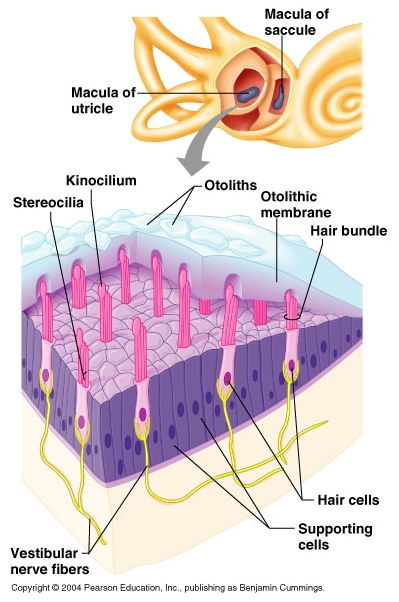 Macula of
saccule
Macula of
utricle
Kinocilium
Otoliths
Stereocilia
Otolithic
membrane
Hair bundle
Hair cells
Supporting
cells
Vestibular
nerve fibers
Copyright © 2004 Pearson Education, Inc., publishing as Benjamin Cummings.